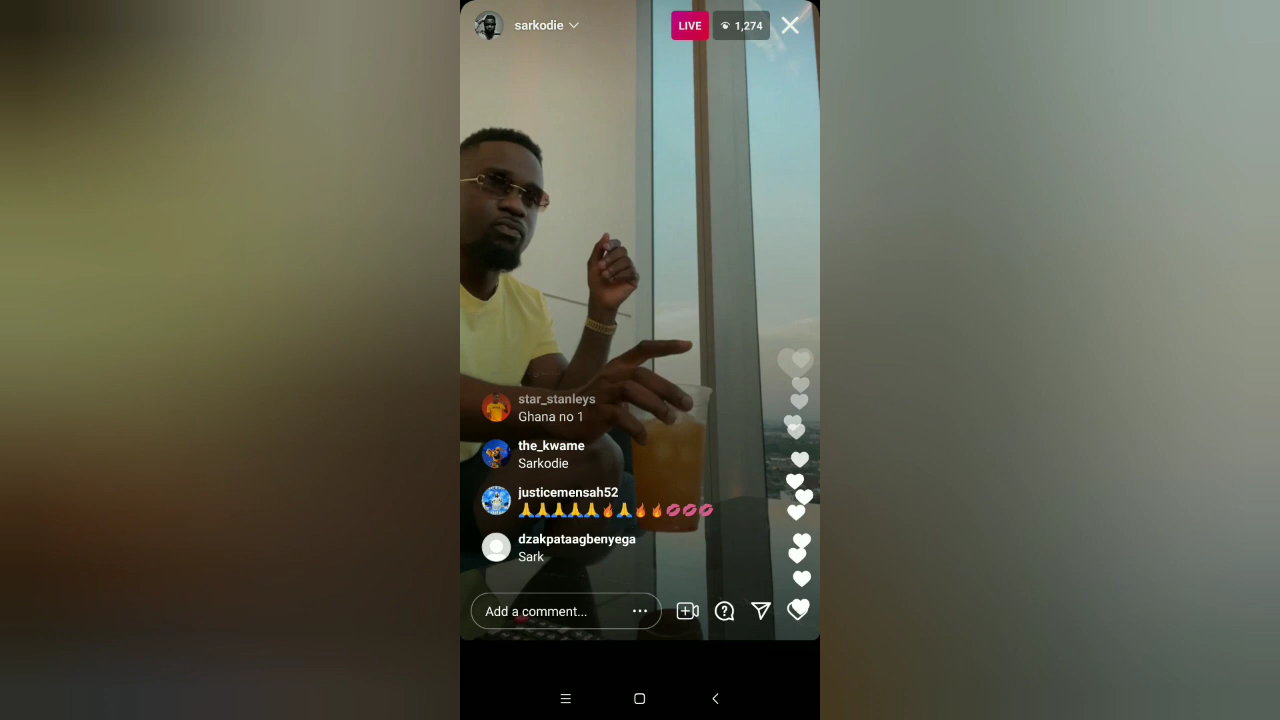 sarkodie
LIVE
1,274
star_stanleys
Ghana no 1
the_kwame
Sarkodie
justicemensah52
🙏🙏🙏🙏🙏🔥🙏🔥🔥💋💋💋
dzakpataagbenyega
Sark
Add a comment...